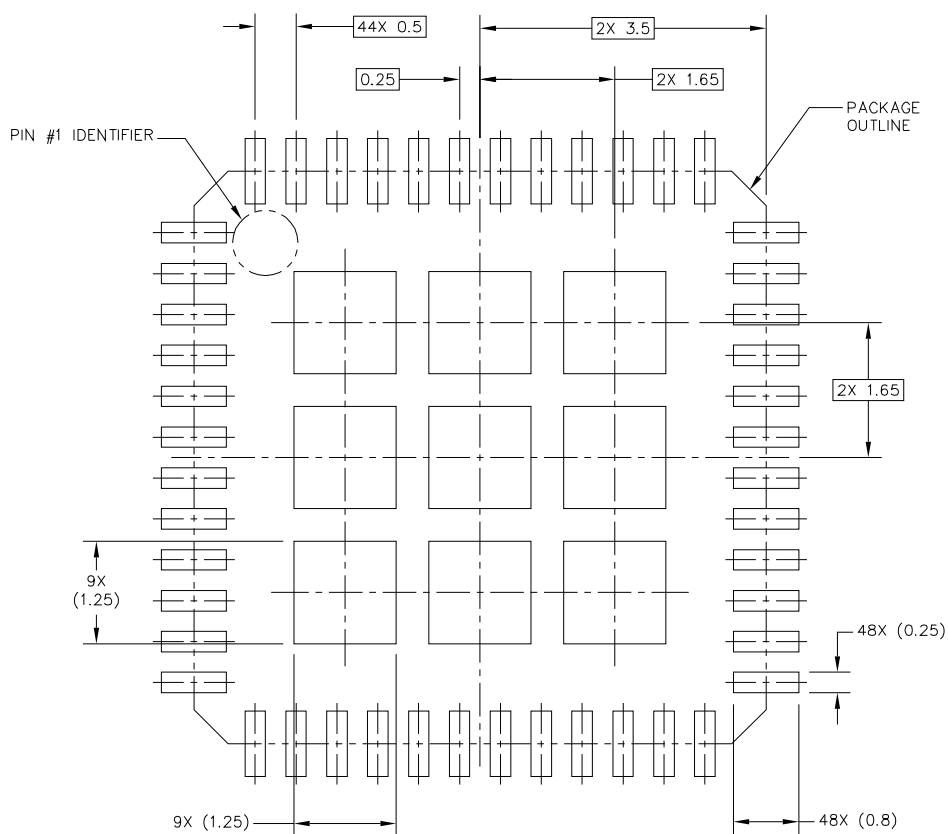 44X 0.5
2X 3.5
0.25
2X 1.65
PACKAGE
OUTLINE
PIN #1 IDENTIFIER
2X 1.65
9X
(1.25)
48X (0.25)
9X (1.25)
48X (0.8)